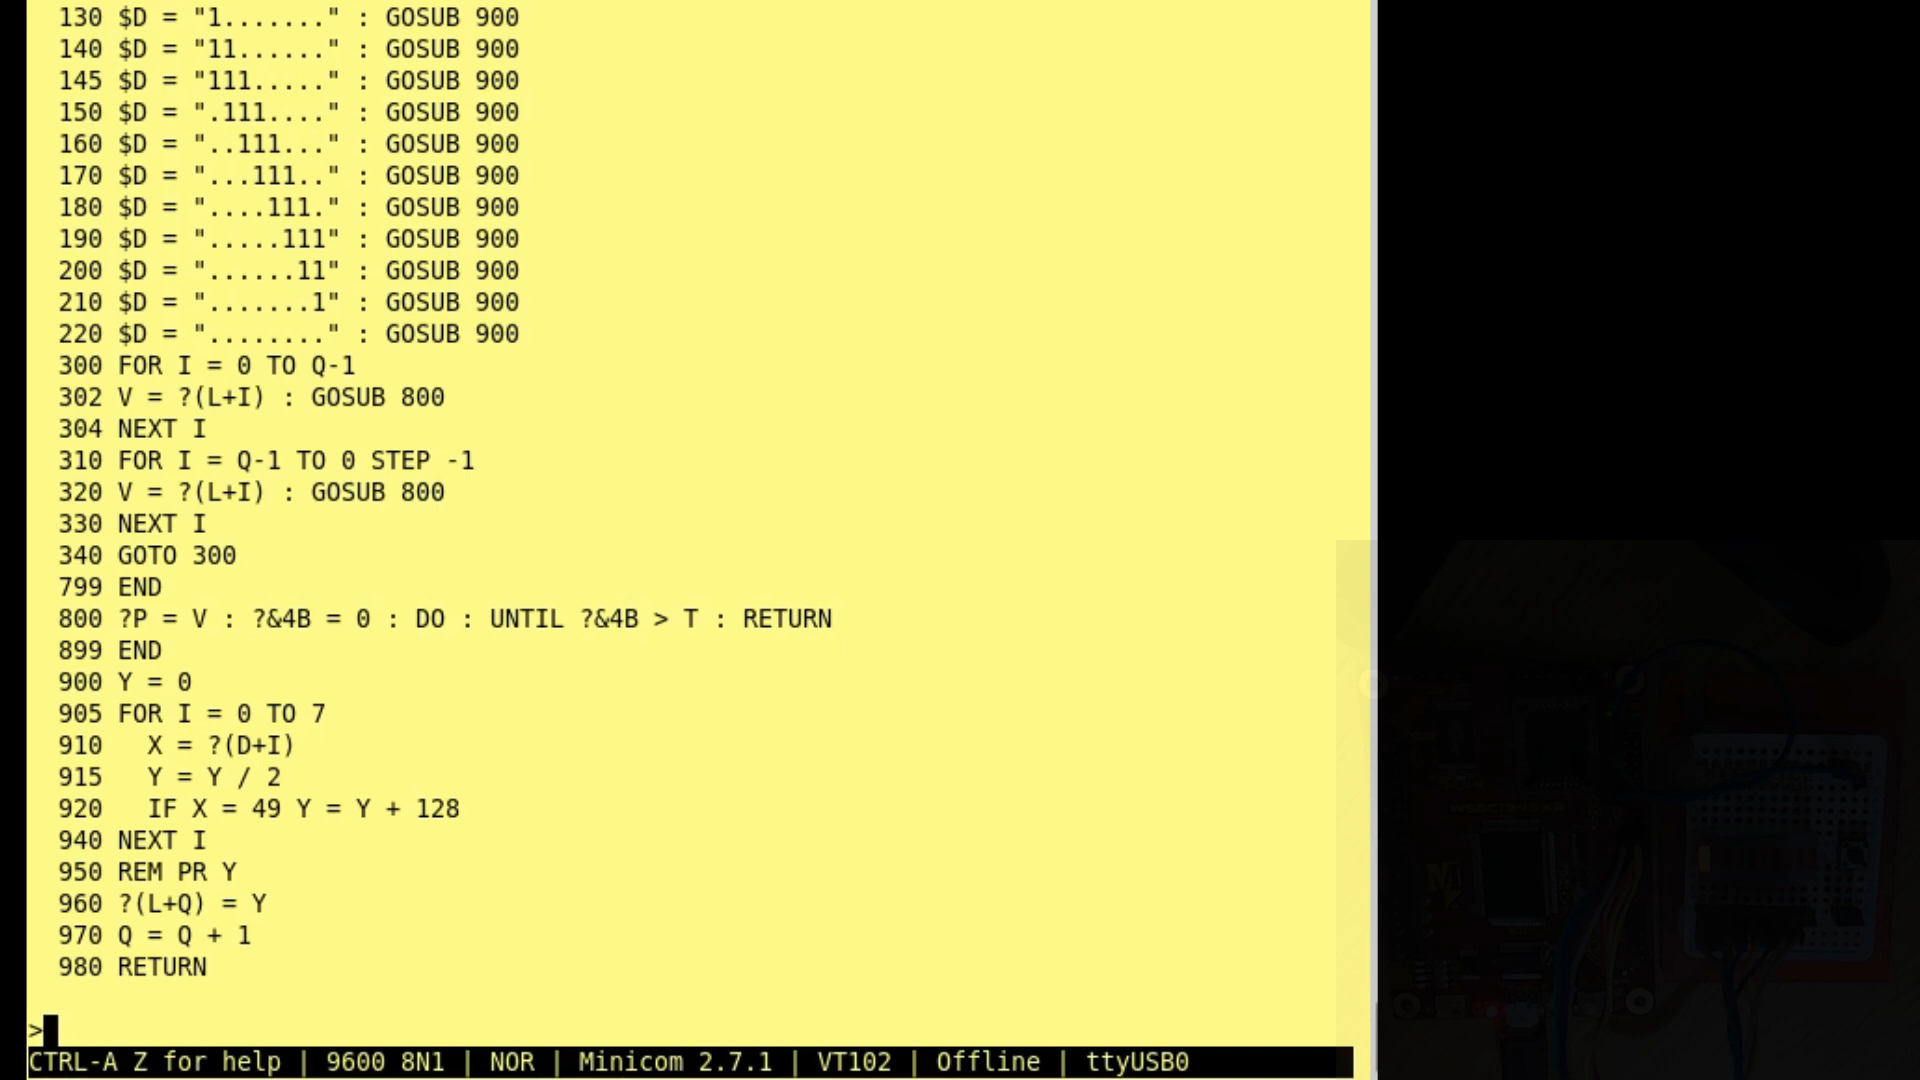 130 $D = "1......." : GOSUB 900
140 $D = "11......" : GOSUB 900
145 $D = "111....." : GOSUB 900
150 $D = ".111...." : GOSUB 900
160 $D = "..111..." : GOSUB 900
170 $D = "...111.." : GOSUB 900
180 $D = "....111." : GOSUB 900
190 $D = ".....111" : GOSUB 900
200 $D = "......11" : GOSUB 900
210 $D = ".......1" : GOSUB 900
220 $D = "........" : GOSUB 900
300 FOR I = 0 TO Q-1
302 V = ?(L+I) : GOSUB 800
304 NEXT I
310 FOR I = Q-1 TO 0 STEP -1
320 V = ?(L+I) : GOSUB 800
330 NEXT I
340 GOTO 300
799 END
800 ?P = V : ?&4B = 0 : DO : UNTIL ?&4B > T : RETURN
899 END
900 Y = 0
905 FOR I = 0 TO 7
910   X = ?(D+I)
915   Y = Y / 2
920   IF X = 49 Y = Y + 128
940 NEXT I
950 REM PR Y
960 ?(L+Q) = Y
970 Q = Q + 1
980 RETURN
>
CTRL-A Z for help | 9600 8N1 | NOR | Minicom 2.7.1 | VT102 | Offline | ttyUSB0